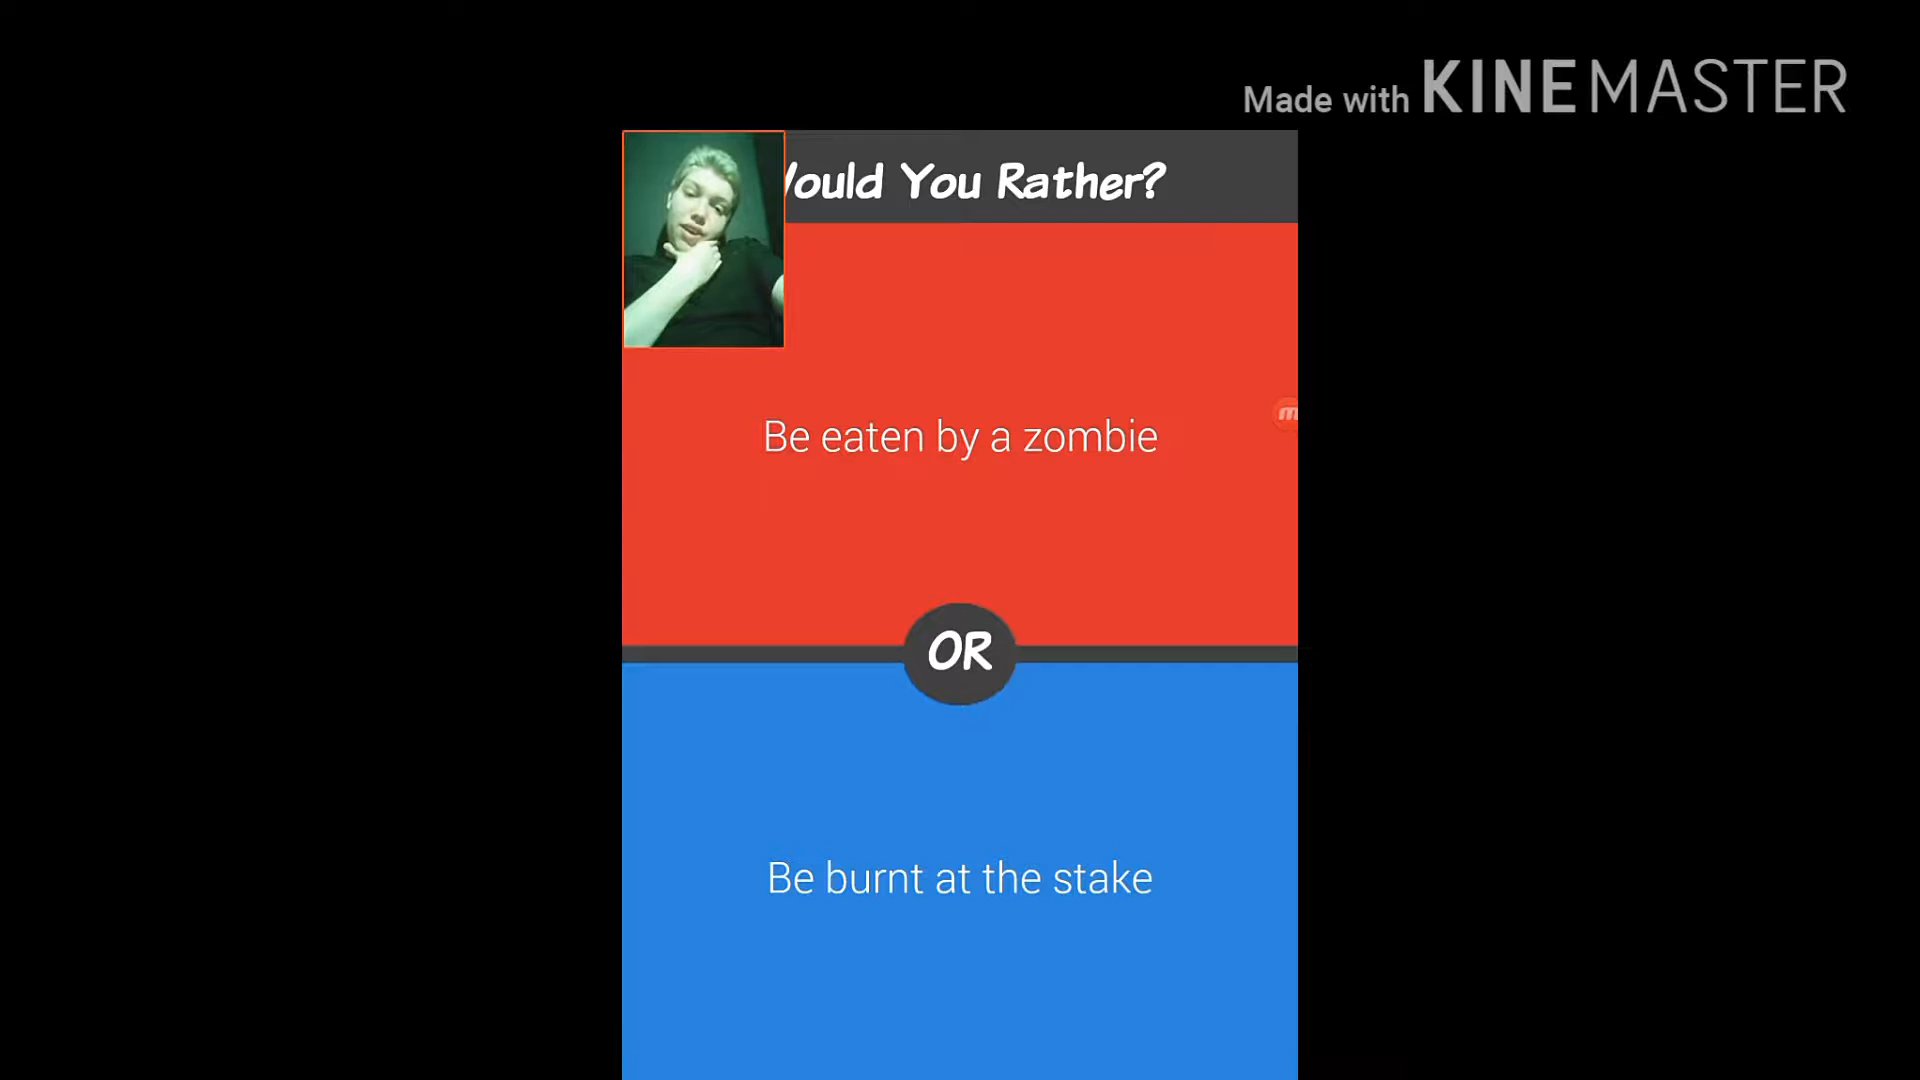 Made with KINEMASTER
ould You Rather?
Be eaten by a zombie
m
OR
Be burnt at the stake